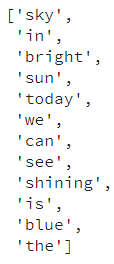 ['sky',
'in',
'bright',
'sun',
'today',
'we',
'can',
'see',
'shining',
'is',
'blue',
'the']